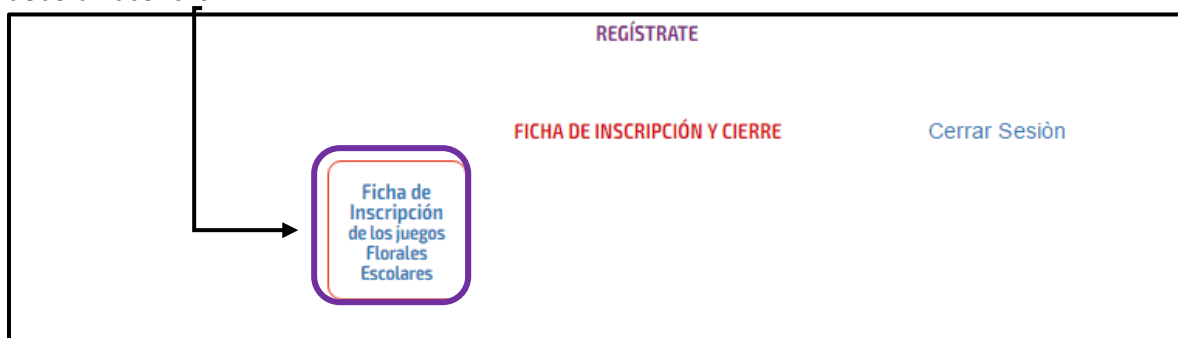 REGÍSTRATE
FICHA DE INSCRIPCIÓN Y CIERRE
Cerrar Sesiòn
Ficha de
Inscripción
de los juegos
Florales
Escolares